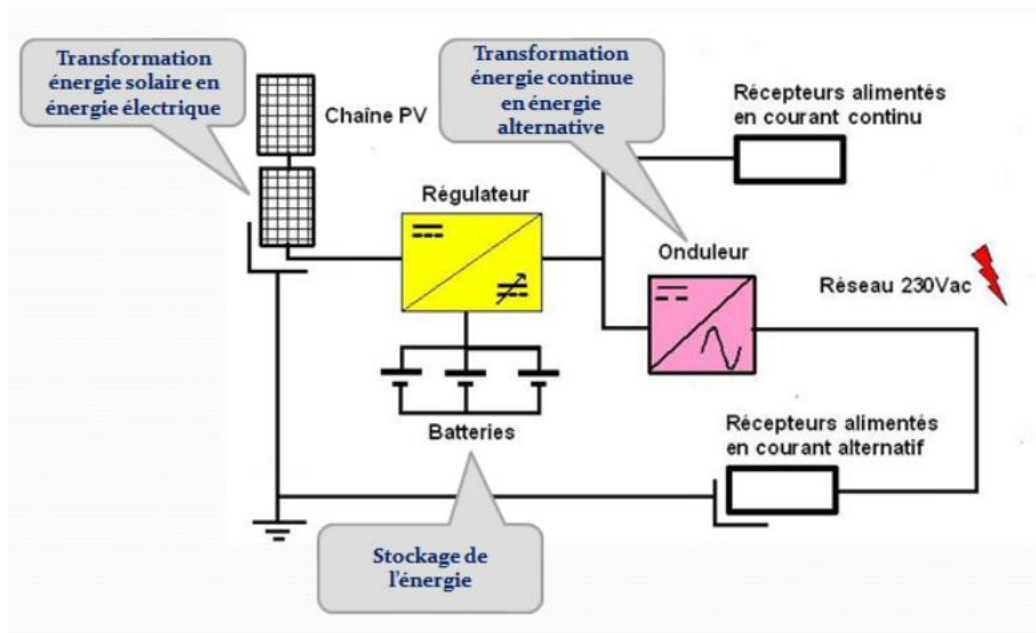 Transformation
énergie solaire en
énergie électrique
Chaîne PV
Transformation
énergie continue
en énergie
alternative
Récepteurs alimentés
en courant continu
Régulateur
Onduleur
Réseau 230Vac
Batteries
Récepteurs alimentés
en courant alternatif
Stockage de
l'énergie